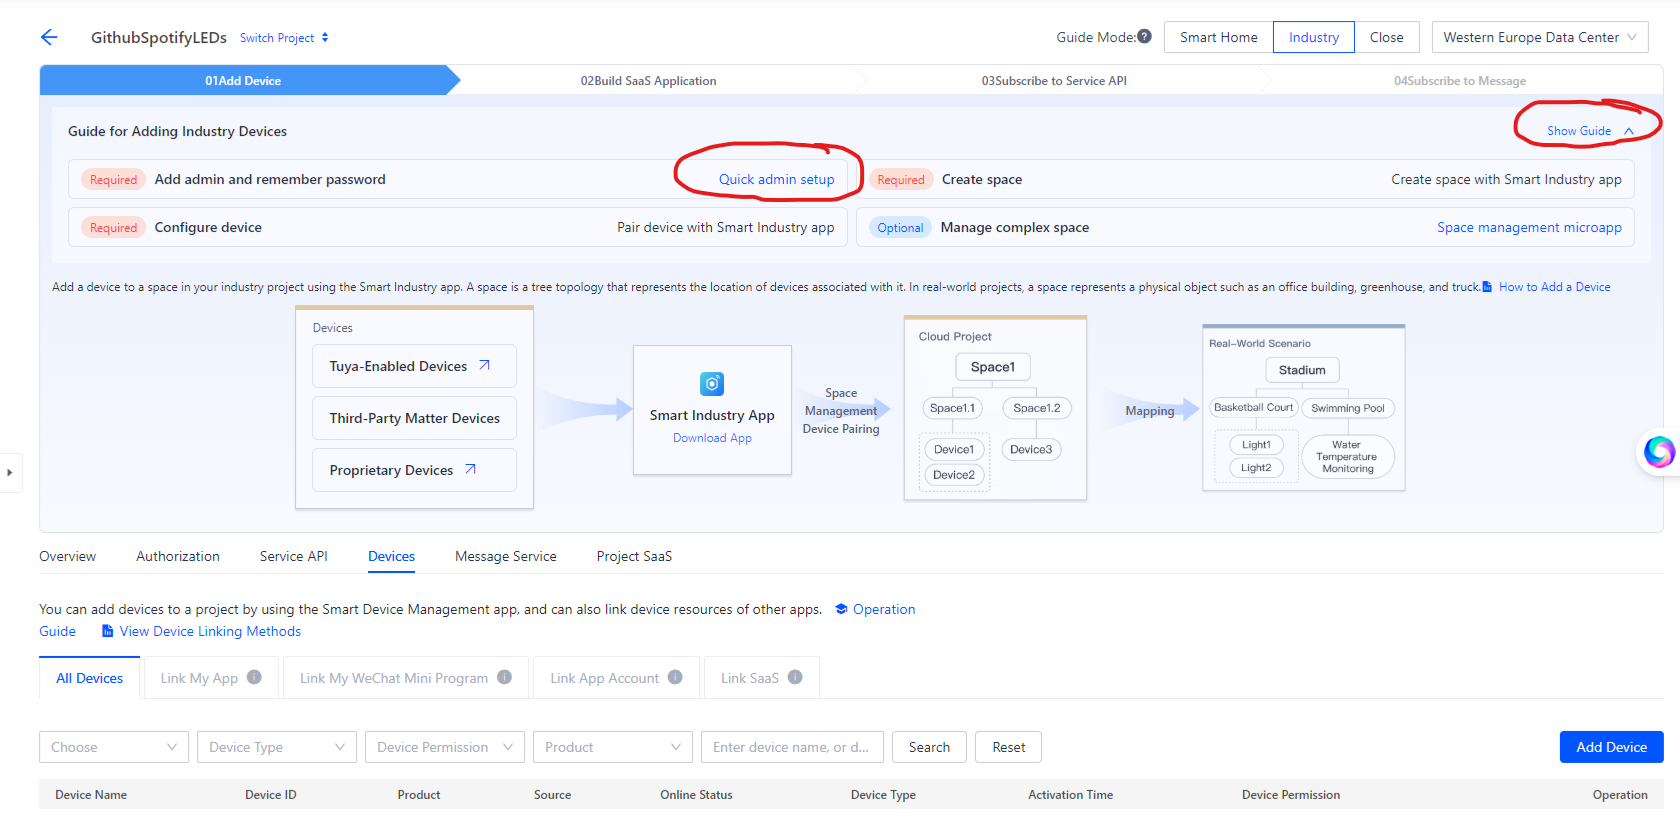 GithubSpotifyLEDs Switch Project Guide Mode: Smart Home Industry Close Western Europe Data Center
01Add Device 02Build SaaS Application 03Subscribe to Service API 04Subscribe to Message
Guide for Adding Industry Devices Show Guide
Required Add admin and remember password Quick admin setup Required Create space Create space with Smart Industry app
Required Configure device Pair device with Smart Industry app Optional Manage complex space Space management microapp
Add a device to a space in your industry project using the Smart Industry app. A space is a tree topology that represents the location of devices associated with it. In real-world projects, a space represents a physical object such as an office building, greenhouse, and truck. How to Add a Device
Devices
Tuya-Enabled Devices
Third-Party Matter Devices
Proprietary Devices
Smart Industry App
Download App
Space
Management
Device Pairing
Cloud Project
Space1
Space1.1 Space1.2
Device1 Device3
Device2
Mapping
Real-World Scenario
Stadium
Basketball Court Swimming Pool
Light1
Light2
Water
Temperature
Monitoring
Overview Authorization Service API Devices Message Service Project SaaS
You can add devices to a project by using the Smart Device Management app, and can also link device resources of other apps. Operation
Guide View Device Linking Methods
All Devices Link My App Link My WeChat Mini Program Link App Account Link SaaS
Choose Device Type Device Permission Product Enter device name, or d... Search Reset Add Device
Device Name Device ID Product Source Online Status Device Type Activation Time Device Permission Operation